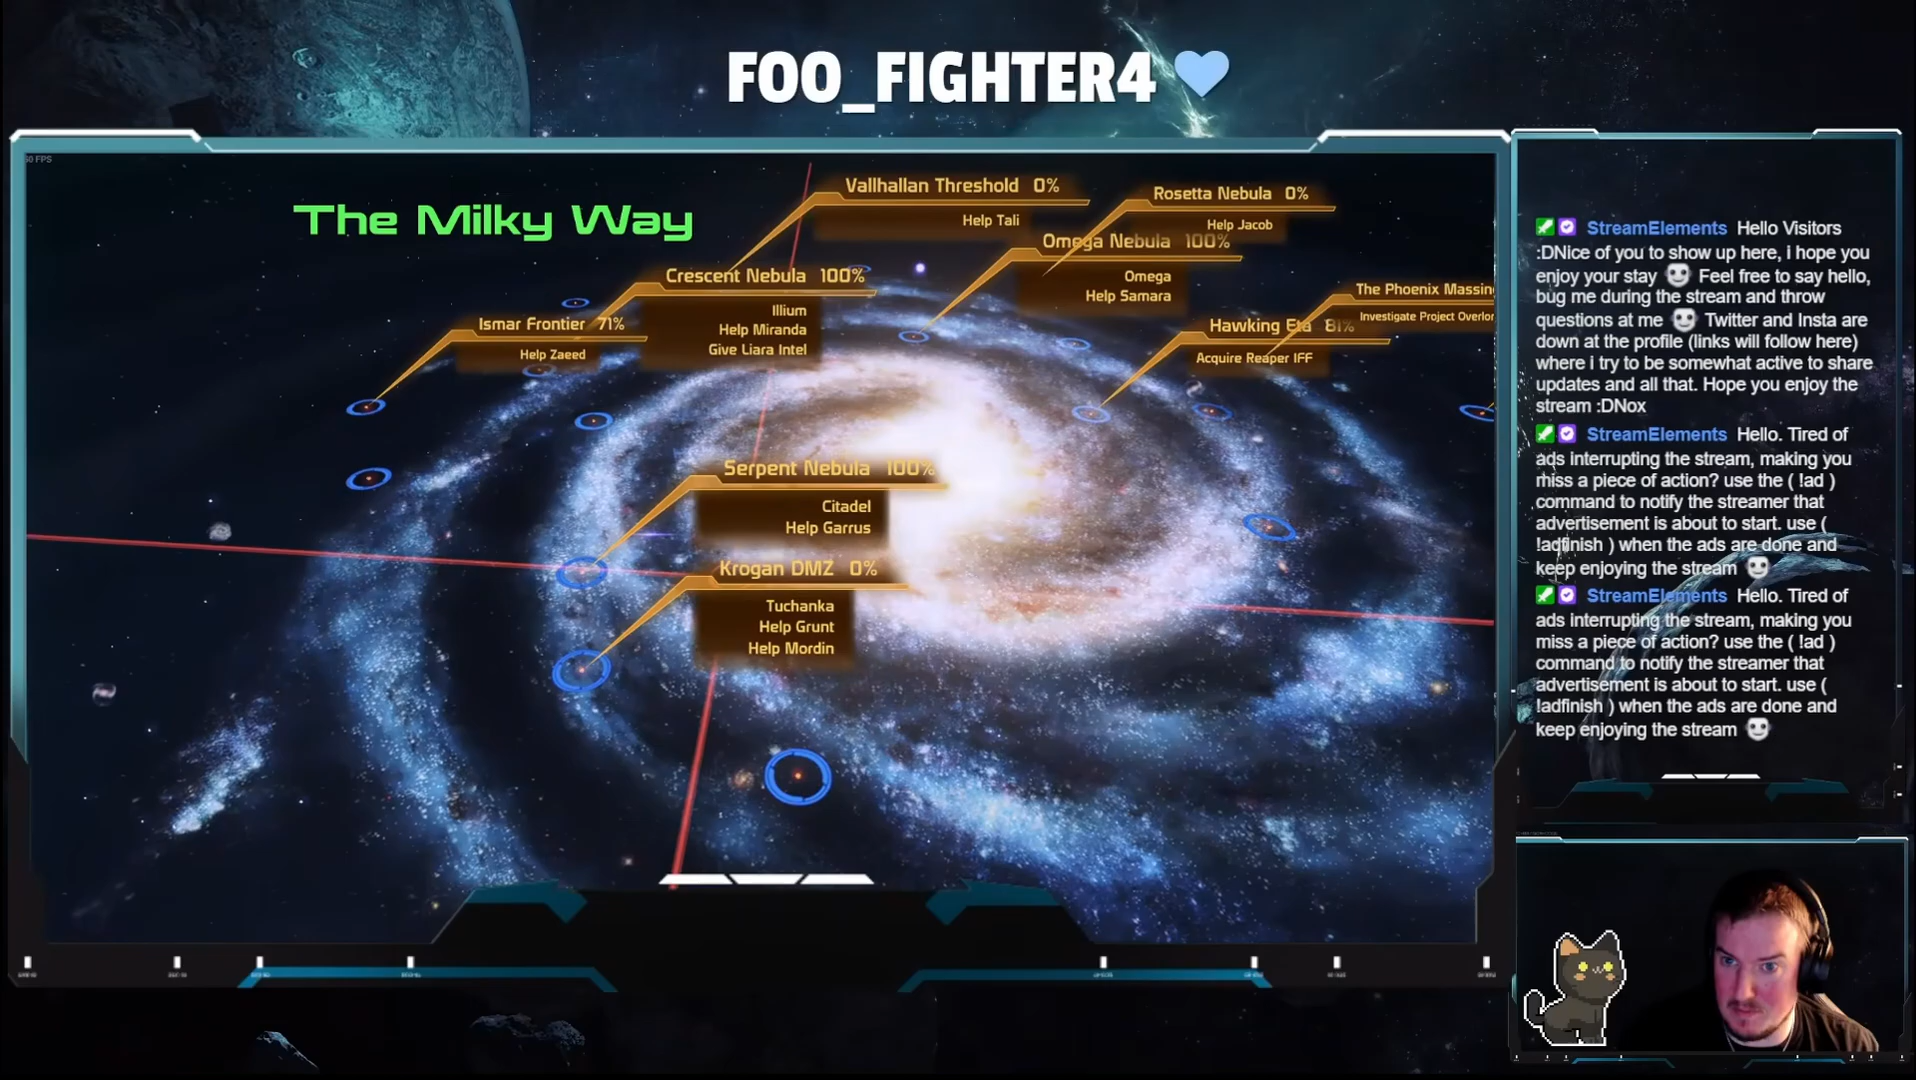 FOO_FIGHTER4
60 FPS
The Milky Way
Vallhallan Threshold 0%
Help Tali
Rosetta Nebula 0%
Help Jacob
Omega Nebula 100%
Omega
Help Samara
Crescent Nebula 100%
Illium
Help Miranda
Give Liara Intel
The Phoenix Massing
Investigate Project Overlor
Ismar Frontier 71%
Help Zaeed
Hawking Eta 81%
Acquire Reaper IFF
Serpent Nebula 100%
Citadel
Help Garrus
Krogan DMZ 0%
Tuchanka
Help Grunt
Help Mordin
StreamElements Hello Visitors
:DNice of you to show up here, i hope you
enjoy your stay Feel free to say hello,
bug me during the stream and throw
questions at me Twitter and Insta are
down at the profile (links will follow here)
where i try to be somewhat active to share
updates and all that. Hope you enjoy the
stream :DNox
StreamElements Hello. Tired of
ads interrupting the stream, making you
miss a piece of action? use the ( !ad )
command to notify the streamer that
advertisement is about to start. use (
!adfinish ) when the ads are done and
keep enjoying the stream
StreamElements Hello. Tired of
ads interrupting the stream, making you
miss a piece of action? use the ( !ad )
command to notify the streamer that
advertisement is about to start. use (
!adfinish ) when the ads are done and
keep enjoying the stream